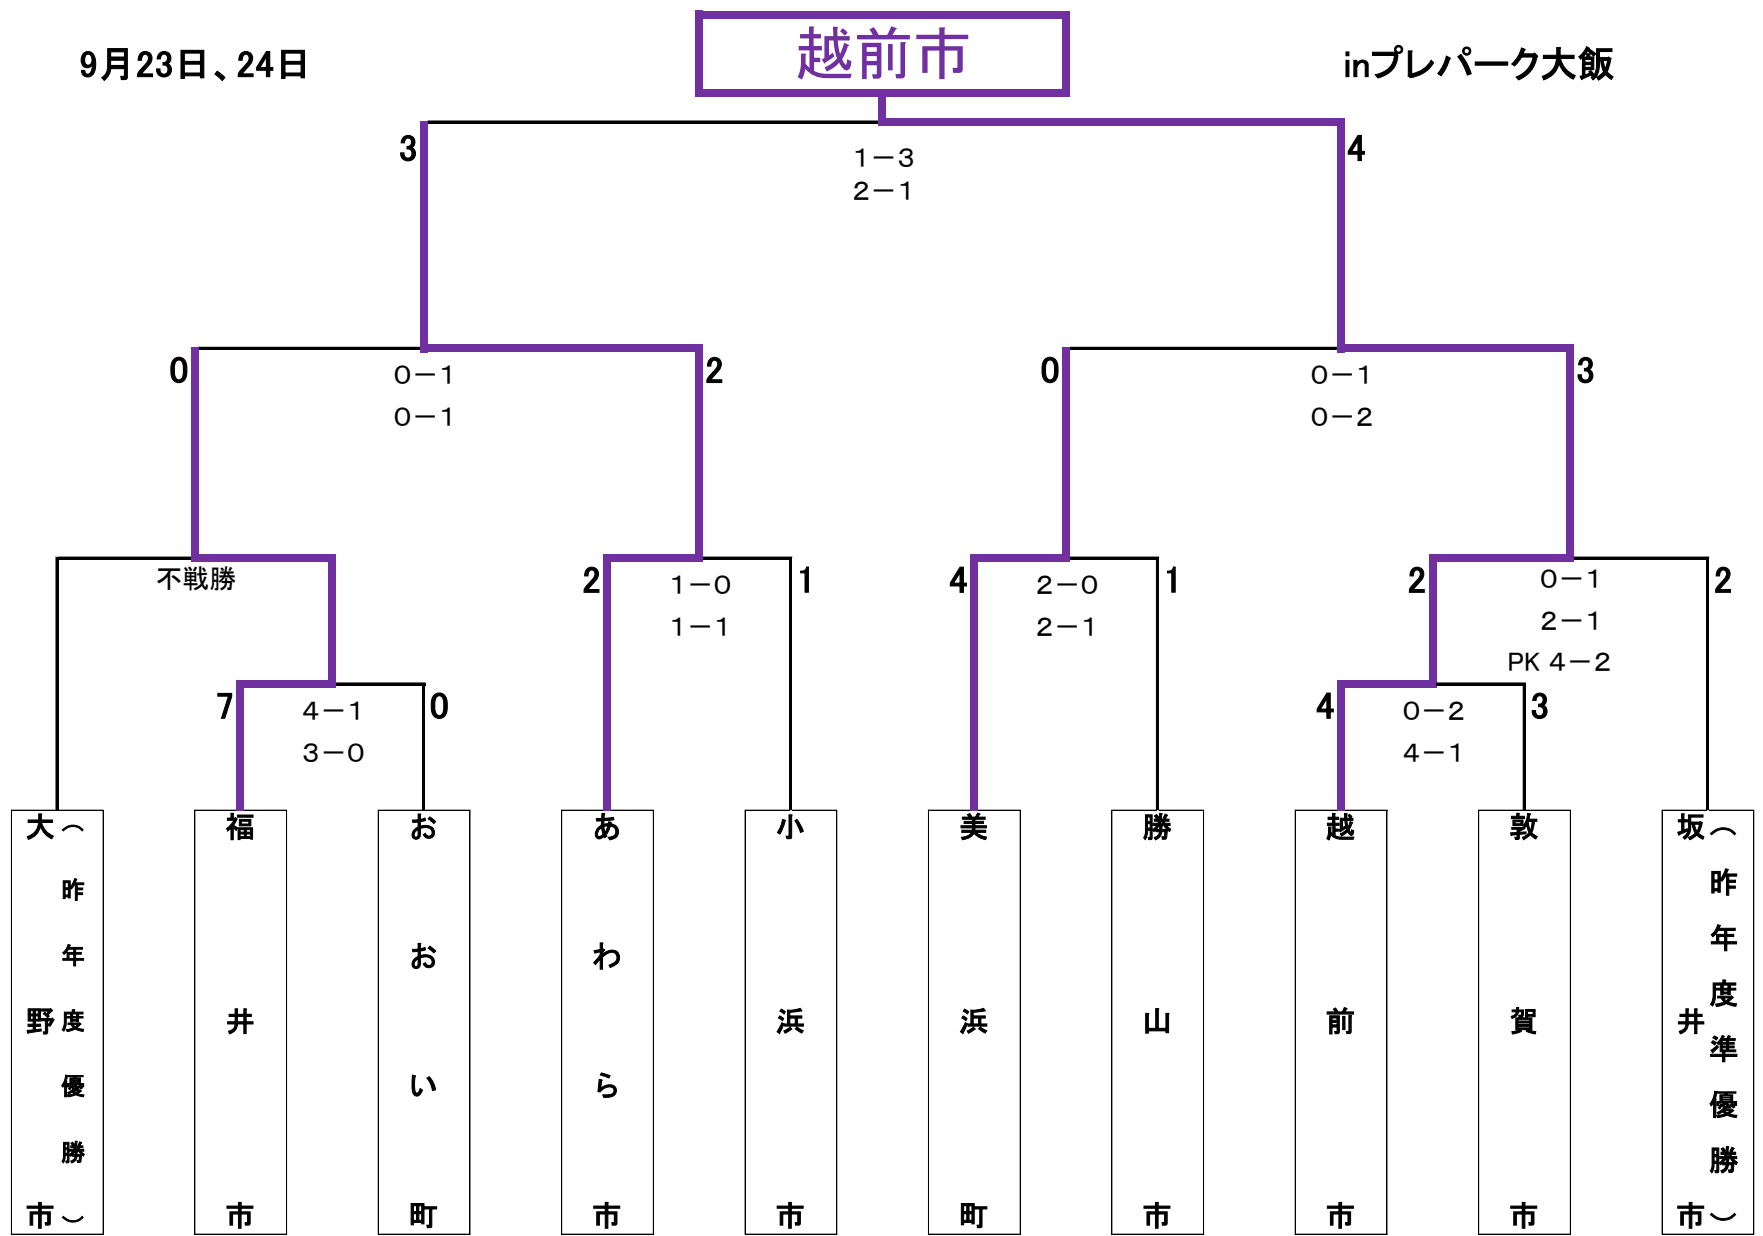 越前市
9月23日、24日
inプレパーク大飯
3
4
1－3
2－1
0
2
0
3
0－1
0－1
0－1
0－2
不戦勝
2
1
4
1
2
2
1－0
1－1
2－0
2－1
0－1
2－1
PK 4－2
7
0
4
3
4－1
3－0
0－2
4－1
大野市
（昨年度優勝）
福井市
おおい町
あわら市
小浜市
美浜町
勝山市
越前市
敦賀市
坂井市
（昨年度準優勝）